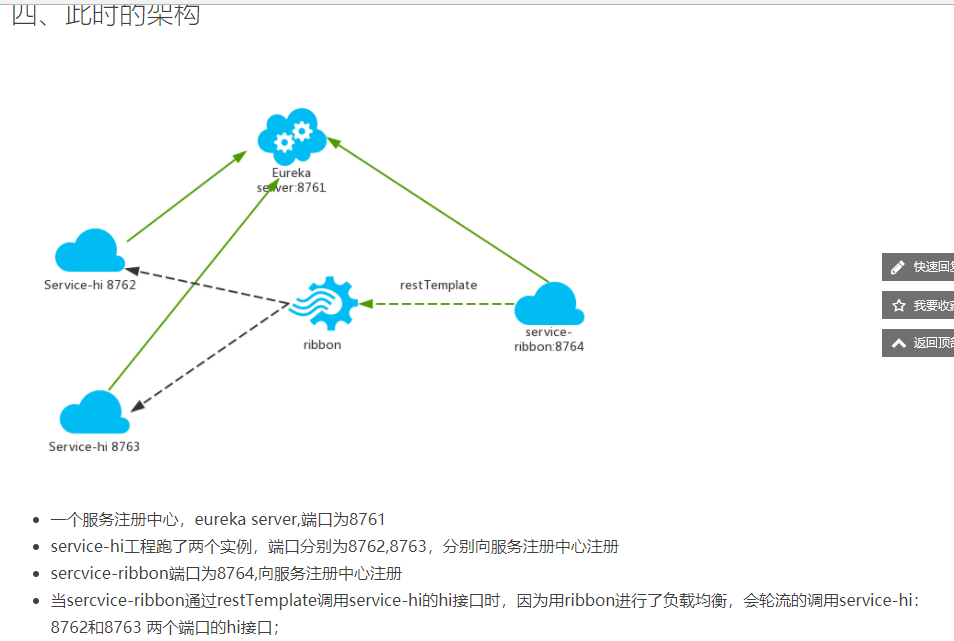 四、此时的架构
Eureka
server:8761
Service-hi 8762
restTemplate
ribbon
service-
ribbon:8764
Service-hi 8763
快速回复
我要收藏
返回顶部
一个服务注册中心，eureka server,端口为8761
service-hi工程跑了两个实例，端口分别为8762,8763，分别向服务注册中心注册
sercvice-ribbon端口为8764,向服务注册中心注册
当sercvice-ribbon通过restTemplate调用service-hi的hi接口时，因为用ribbon进行了负载均衡，会轮流的调用service-hi：
8762和8763 两个端口的hi接口；